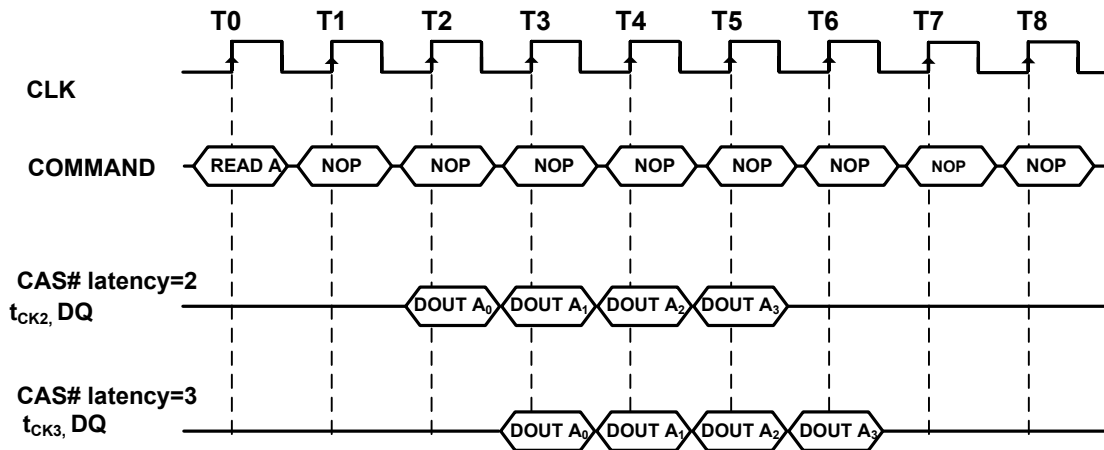 T0 T1 T2 T3 T4 T5 T6 T7 T8
CLK
COMMAND READ A NOP NOP NOP NOP NOP NOP NOP NOP
CAS# latency=2
tCK2, DQ DOUT A0 DOUT A1 DOUT A2 DOUT A3
CAS# latency=3
tCK3, DQ DOUT A0 DOUT A1 DOUT A2 DOUT A3